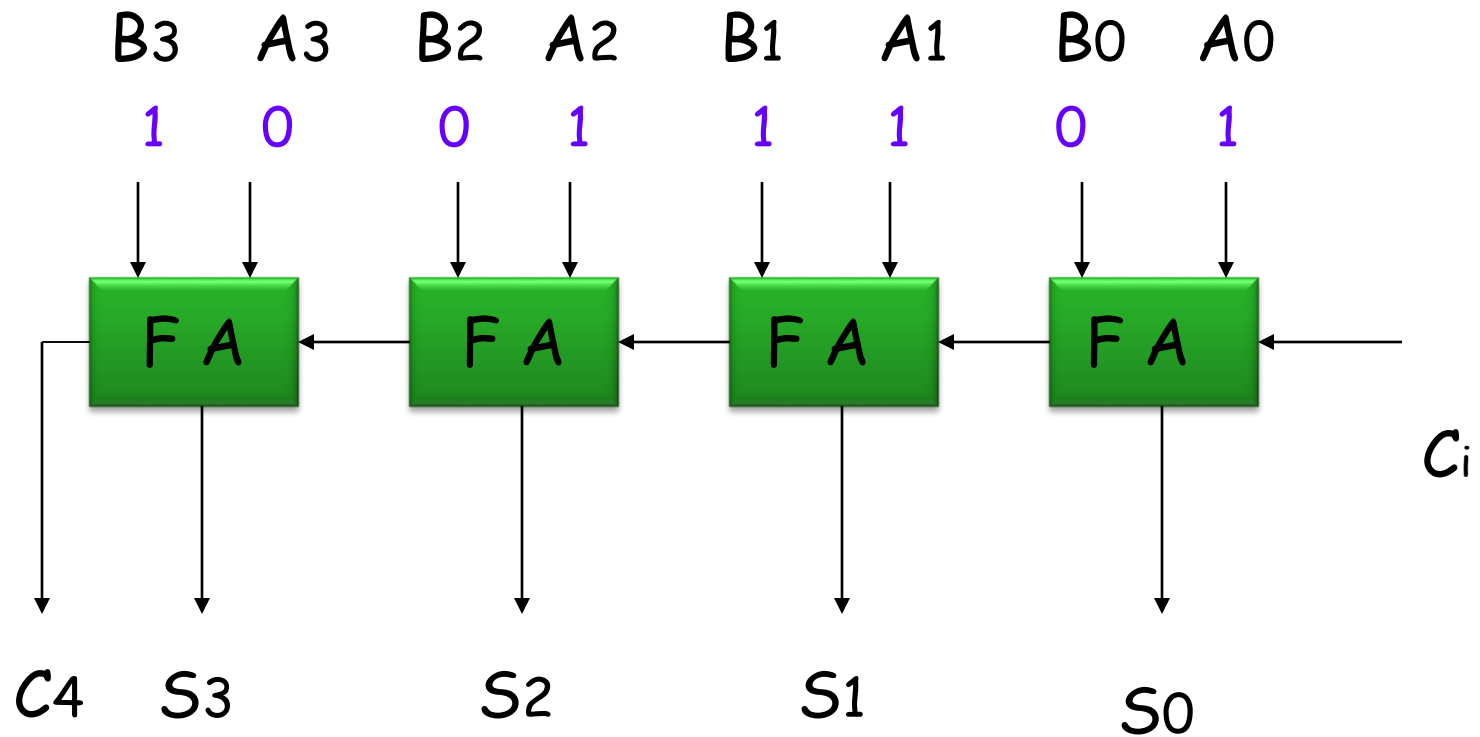 B3 A3 B2 A2 B1 A1 B0 A0
1 0 0 1 1 1 0 1
F A F A F A F A
Ci
C4 S3 S2 S1 S0